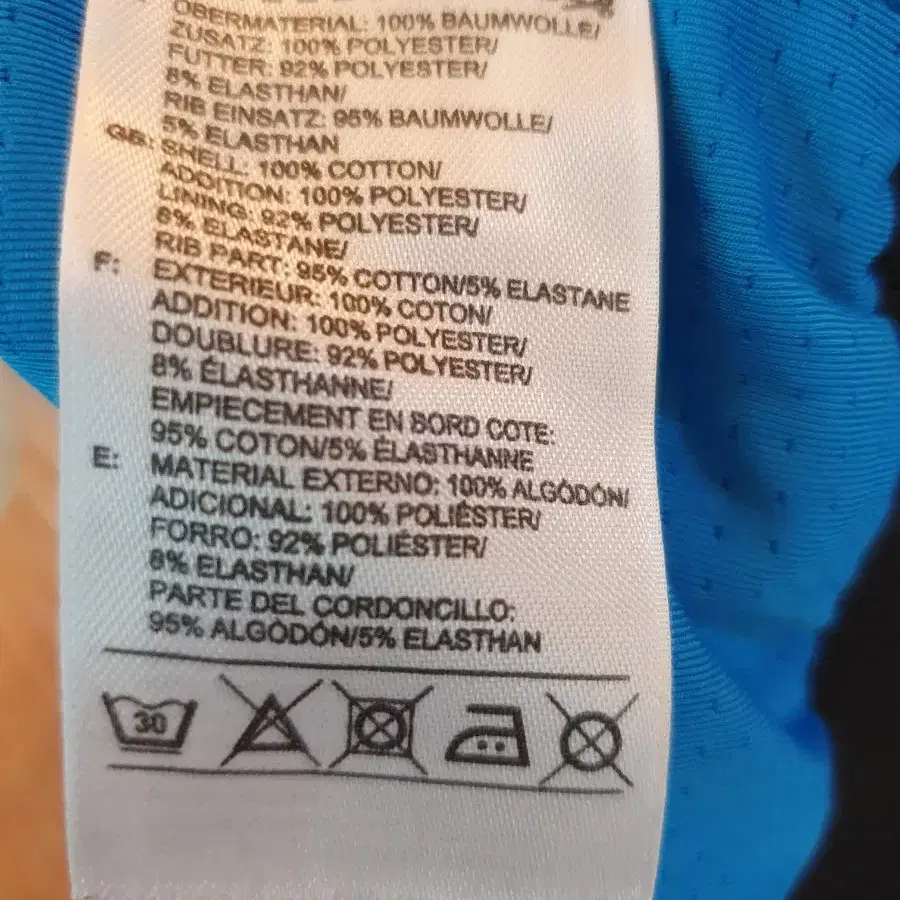 OBERMATERIAL: 100% BAUMWOLLE/
ZUSATZ: 100% POLYESTER/
FUTTER: 92% POLYESTER/
8% ELASTHAN/
RIB EINSATZ: 95% BAUMWOLLE/
5% ELASTHAN
GB: SHELL: 100% COTTON/
ADDITION: 100% POLYESTER/
LINING: 92% POLYESTER/
8% ELASTANE/
RIB PART: 95% COTTON/5% ELASTANE
F: EXTERIEUR: 100% COTON/
ADDITION: 100% POLYESTER/
DOUBLURE: 92% POLYESTER/
8% ÉLASTHANNE/
EMPIECEMENT EN BORD COTE:
95% COTON/5% ÉLASTHANNE
E: MATERIAL EXTERNO: 100% ALGODÓN/
ADICIONAL: 100% POLIÉSTER/
FORRO: 92% POLIÉSTER/
8% ELASTHAN/
PARTE DEL CORDONCILLO:
95% ALGODÓN/5% ELASTHAN
30